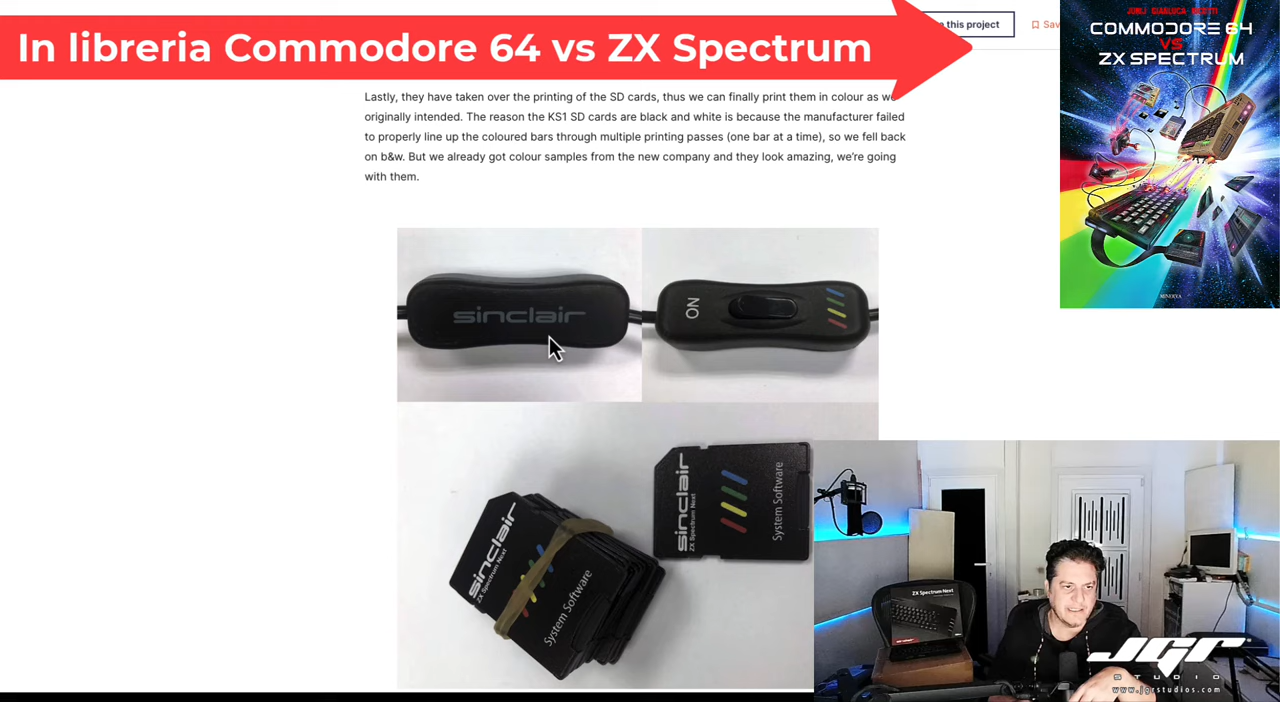 In libreria Commodore 64 vs ZX Spectrum
this project
COMMODORE 64
VS
ZX SPECTRUM
MINERVA
Lastly, they have taken over the printing of the SD cards, thus we can finally print them in colour as we
originally intended. The reason the KS1 SD cards are black and white is because the manufacturer failed
to properly line up the coloured bars through multiple printing passes (one bar at a time), so we fell back
on b&w. But we already got colour samples from the new company and they look amazing, we're going
with them.
sinclair
ON
sinclair
ZX Spectrum Next
System Software
sinclair
ZX Spectrum Next
System Software
ZX Spectrum Next
JGR
STUDIO
www.jgrstudios.com